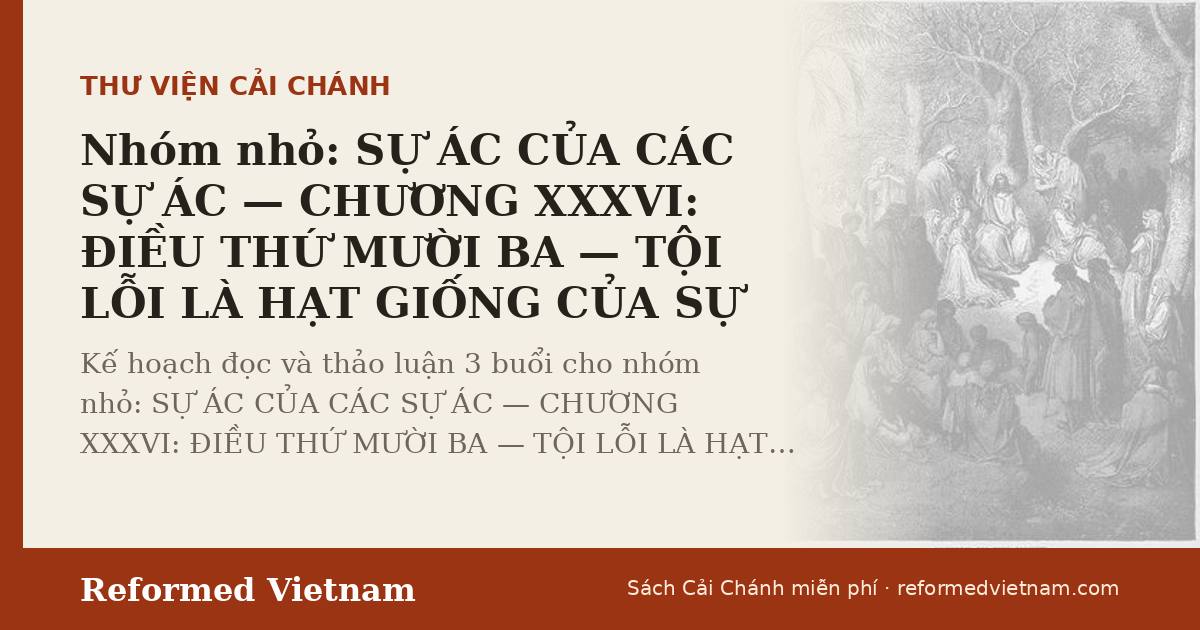 THƯ VIỆN CẢI CHÁNH
Nhóm nhỏ: SỰ ÁC CỦA CÁC
SỰ ÁC — CHƯƠNG XXXVI:
ĐIỀU THỨ MƯỜI BA — TỘI
LỖI LÀ HẠT GIỐNG CỦA SỰ
Kế hoạch đọc và thảo luận 3 buổi cho nhóm
nhỏ: SỰ ÁC CỦA CÁC SỰ ÁC — CHƯƠNG
XXXVI: ĐIỀU THỨ MƯỜI BA — TỘI LỖI LÀ HẠT…
Reformed Vietnam
Sách Cải Chánh miễn phí · reformedvietnam.com